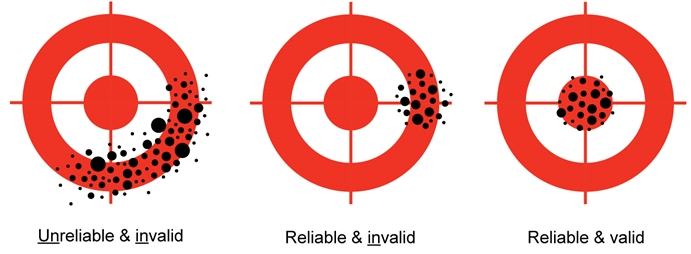 Unreliable & invalid
Reliable & invalid
Reliable & valid